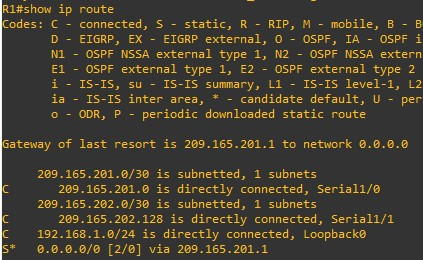 R1#show ip route
Codes: C - connected, S - static, R - RIP, M - mobile, B - B
D - EIGRP, EX - EIGRP external, O - OSPF, IA - OSPF i
N1 - OSPF NSSA external type 1, N2 - OSPF NSSA extern
E1 - OSPF external type 1, E2 - OSPF external type 2
i - IS-IS, su - IS-IS summary, L1 - IS-IS level-1, L2
ia - IS-IS inter area, * - candidate default, U - per
o - ODR, P - periodic downloaded static route
Gateway of last resort is 209.165.201.1 to network 0.0.0.0
209.165.201.0/30 is subnetted, 1 subnets
C 209.165.201.0 is directly connected, Serial1/0
209.165.202.0/30 is subnetted, 1 subnets
C 209.165.202.128 is directly connected, Serial1/1
C 192.168.1.0/24 is directly connected, Loopback0
S* 0.0.0.0/0 [2/0] via 209.165.201.1